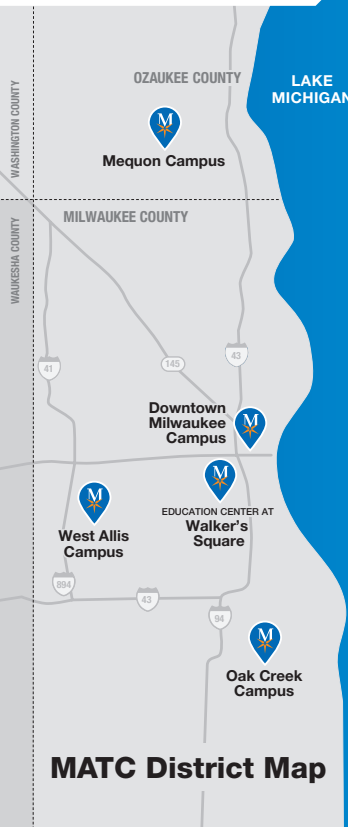 OZAUKEE COUNTY
LAKE
MICHIGAN
WASHINGTON COUNTY
M
Mequon Campus
MILWAUKEE COUNTY
WAUKESHA COUNTY
41
145
43
Downtown
Milwaukee
Campus
M
M
EDUCATION CENTER AT
Walker's
Square
M
West Allis
Campus
894
43
94
M
Oak Creek
Campus
MATC District Map